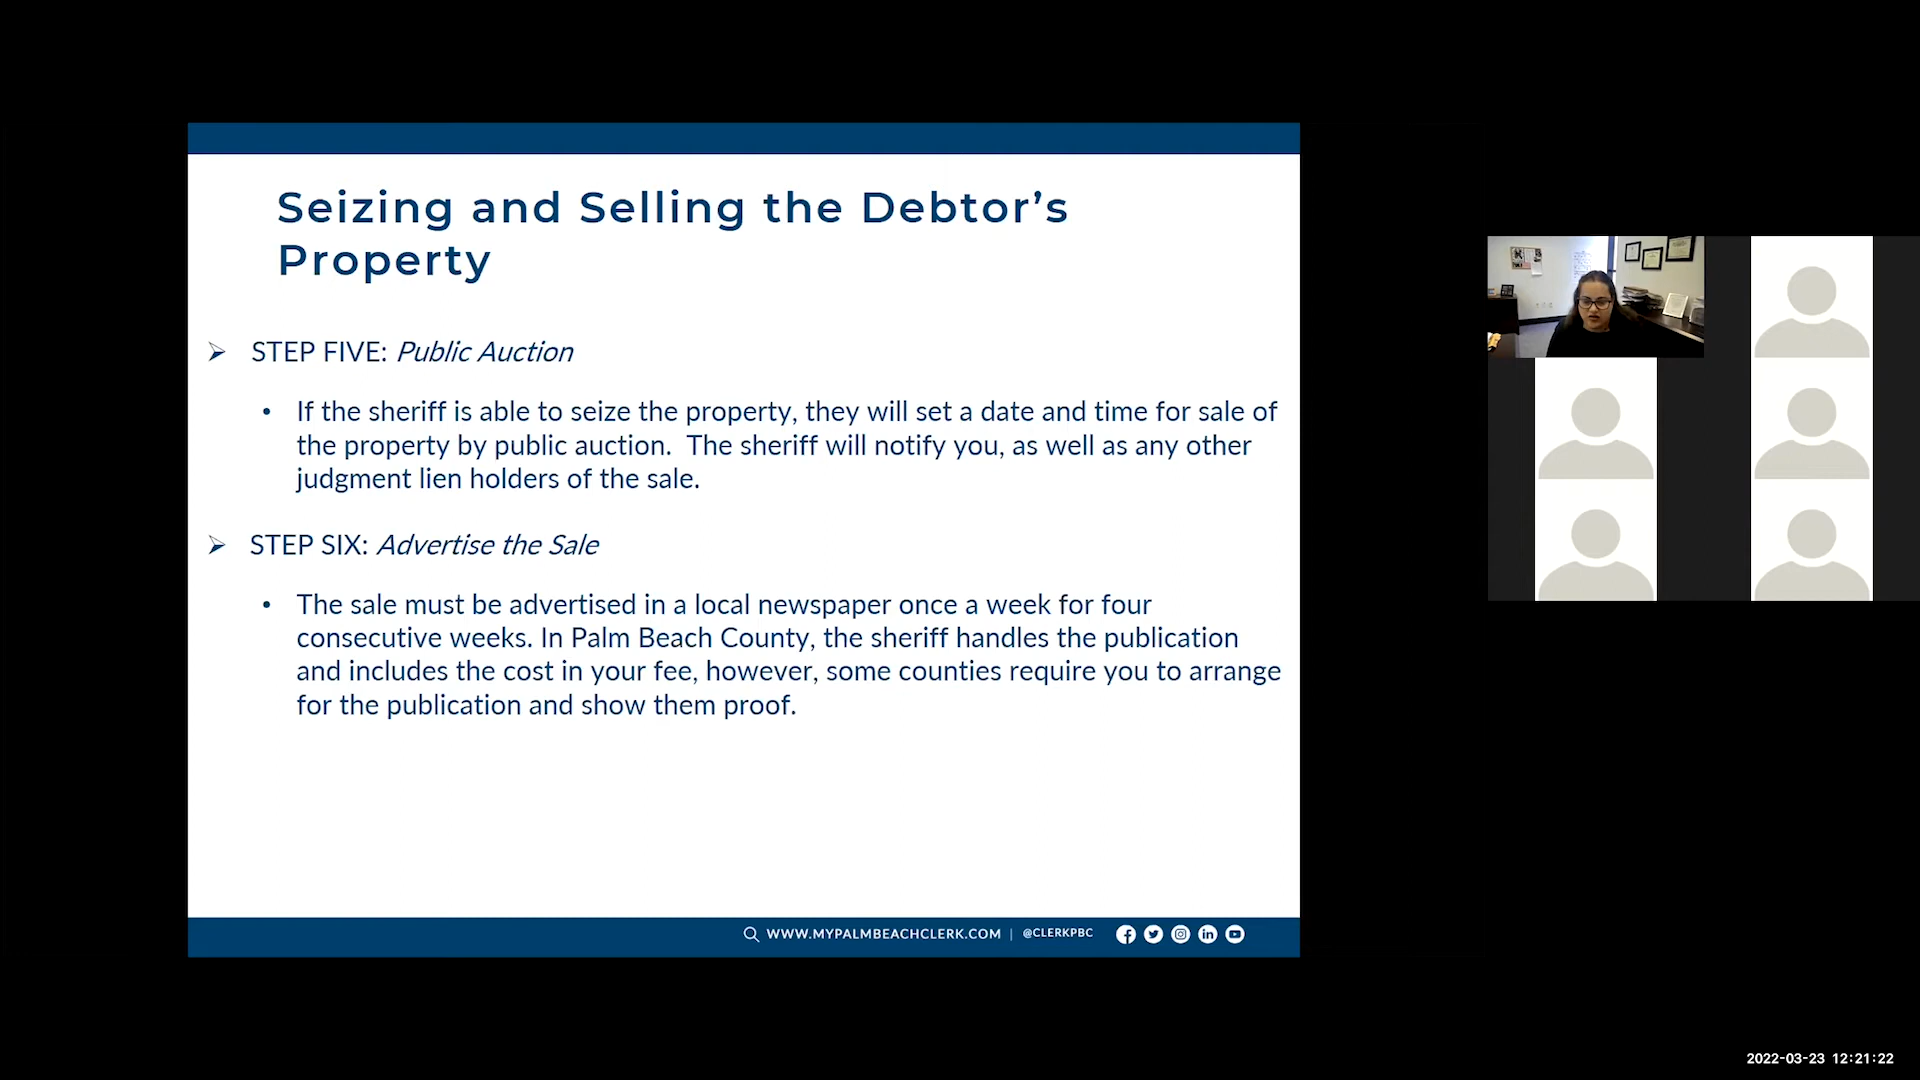 Seizing and Selling the Debtor’s
Property
STEP FIVE: Public Auction
If the sheriff is able to seize the property, they will set a date and time for sale of
the property by public auction.  The sheriff will notify you, as well as any other
judgment lien holders of the sale.
STEP SIX: Advertise the Sale
The sale must be advertised in a local newspaper once a week for four
consecutive weeks. In Palm Beach County, the sheriff handles the publication
and includes the cost in your fee, however, some counties require you to arrange
for the publication and show them proof.
WWW.MYPALMBEACHCLERK.COM | @CLERKPBC
2022-03-23 12:21:22